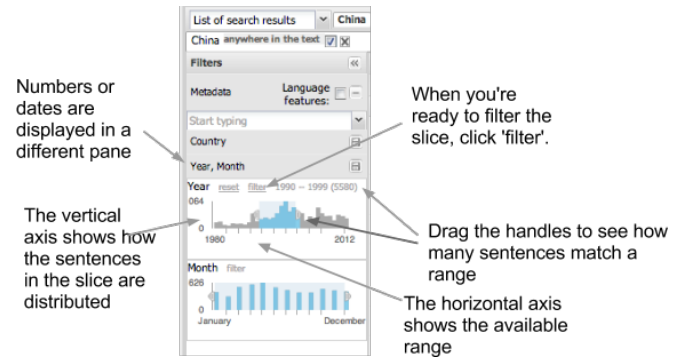 List of search results China
China anywhere in the text
Filters
Metadata Language
features:
Start typing
Country
Year, Month
Year reset filter 1990 -- 1999 (5580)
064
0
1980 2012
Month filter
626
0
January December
Numbers or
dates are
displayed in a
different pane
The vertical
axis shows how
the sentences
in the slice are
distributed
When you're
ready to filter the
slice, click 'filter'.
Drag the handles to see how
many sentences match a
range
The horizontal axis
shows the available
range